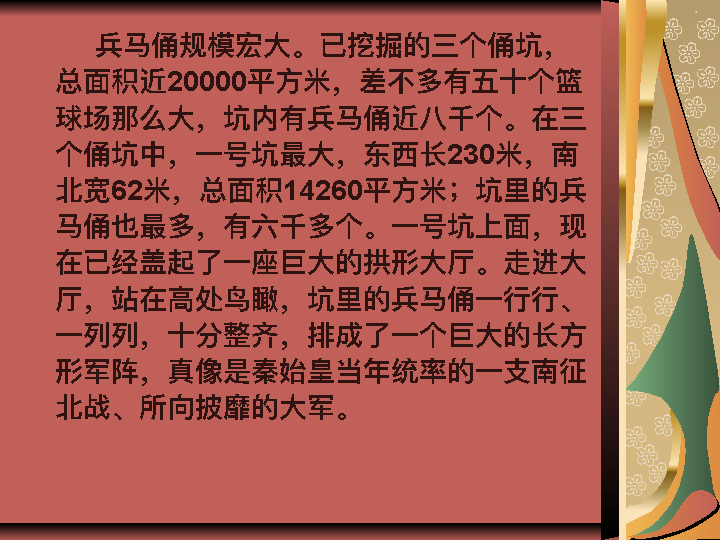 兵马俑规模宏大。已挖掘的三个俑坑，
总面积近20000平方米，差不多有五十个篮
球场那么大，坑内有兵马俑近八千个。在三
个俑坑中，一号坑最大，东西长230米，南
北宽62米，总面积14260平方米；坑里的兵
马俑也最多，有六千多个。一号坑上面，现
在已经盖起了一座巨大的拱形大厅。走进大
厅，站在高处鸟瞰，坑里的兵马俑一行行、
一列列，十分整齐，排成了一个巨大的长方
形军阵，真像是秦始皇当年统率的一支南征
北战、所向披靡的大军。